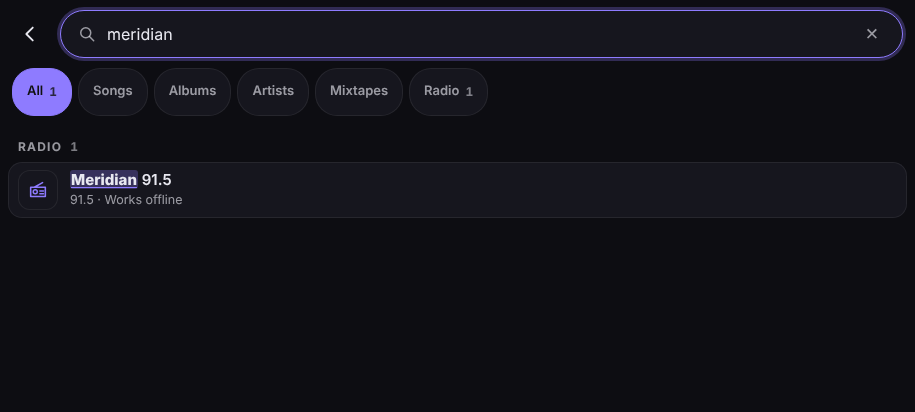 meridian
All 1 Songs Albums Artists Mixtapes Radio 1
RADIO 1
Meridian 91.5
91.5 · Works offline